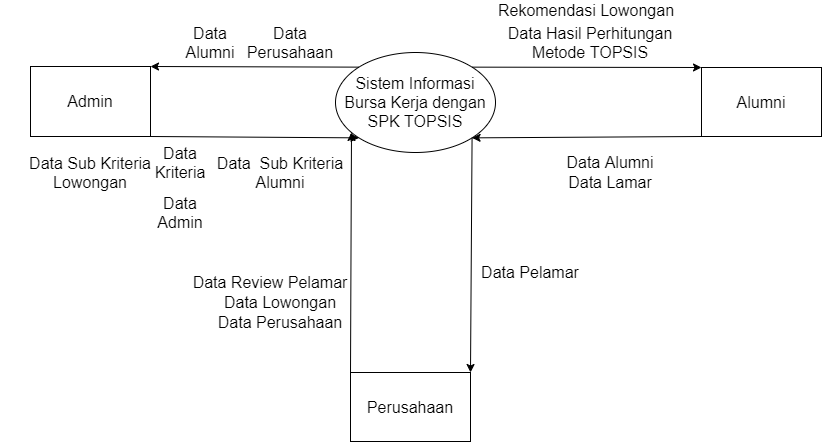 Rekomendasi Lowongan
Data Hasil Perhitungan
Metode TOPSIS
Data
Alumni
Data
Perusahaan
Admin
Sistem Informasi
Bursa Kerja dengan
SPK TOPSIS
Alumni
Data Sub Kriteria
Lowongan
Data
Kriteria
Data Sub Kriteria
Alumni
Data
Admin
Data Alumni
Data Lamar
Data Review Pelamar
Data Lowongan
Data Perusahaan
Data Pelamar
Perusahaan